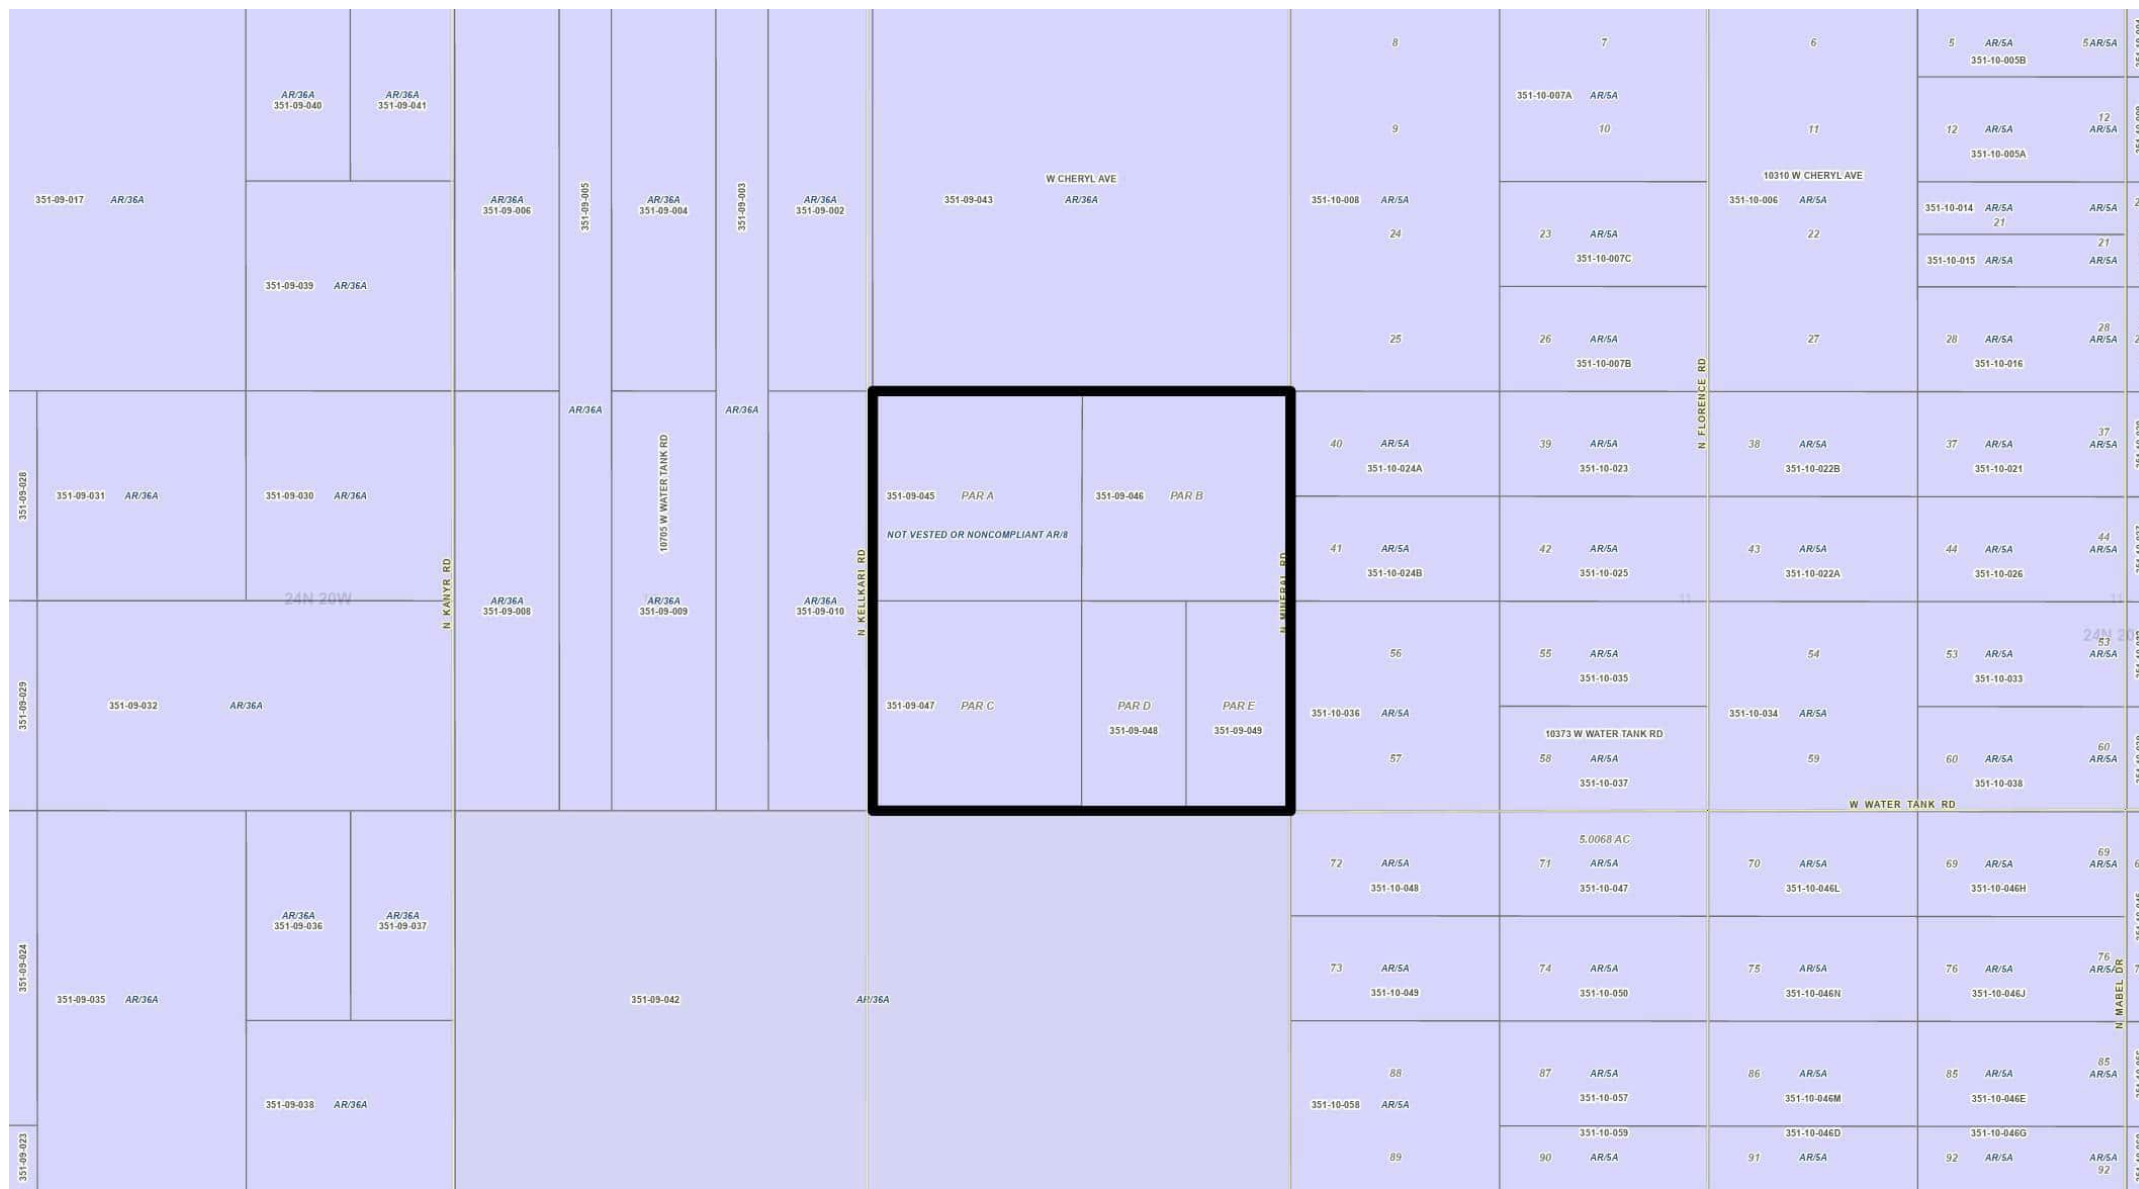 8
7
6
5
AR/5A
5
AR/5A
351-10-005B
AR/36A
351-09-040
AR/36A
351-09-041
351-10-007A
AR/5A
9
10
11
12
AR/5A
12
AR/5A
351-10-005A
351-09-017
AR/36A
AR/36A
351-09-006
351-09-005
AR/36A
351-09-004
351-09-003
AR/36A
351-09-002
W CHERYL AVE
351-09-043
AR/36A
351-10-008
AR/5A
10310 W CHERYL AVE
351-10-006
AR/5A
351-10-014
AR/5A
21
AR/5A
24
23
AR/5A
351-10-007C
22
21
351-10-015
AR/5A
AR/5A
351-09-039
AR/36A
25
26
AR/5A
351-10-007B
27
28
AR/5A
351-10-016
28
AR/5A
N FLORENCE RD
AR/36A
AR/36A
40
AR/5A
351-10-024A
39
AR/5A
351-10-023
38
AR/5A
351-10-022B
37
AR/5A
351-10-021
37
AR/5A
351-09-028
351-09-031
AR/36A
351-09-030
AR/36A
10705 W WATER TANK RD
351-09-045
PAR A
351-09-046
PAR B
NOT VESTED OR NONCOMPLIANT AR/8
41
AR/5A
351-10-024B
42
AR/5A
351-10-025
43
AR/5A
351-10-022A
44
AR/5A
351-10-026
44
AR/5A
24N 20W
N KANYR RD
AR/36A
351-09-008
AR/36A
351-09-009
AR/36A
351-09-010
N KELLKARI RD
N MINERAL RD
11
11
24N 20
56
55
AR/5A
351-10-035
54
53
AR/5A
351-10-033
53
AR/5A
351-09-029
351-09-032
AR/36A
351-09-047
PAR C
PAR D
351-09-048
PAR E
351-09-049
351-10-036
AR/5A
351-10-034
AR/5A
57
10373 W WATER TANK RD
58
AR/5A
351-10-037
59
60
AR/5A
351-10-038
60
AR/5A
W WATER TANK RD
5.0068 AC
72
AR/5A
351-10-048
71
AR/5A
351-10-047
70
AR/5A
351-10-046L
69
AR/5A
351-10-046H
69
AR/5A
AR/36A
351-09-036
AR/36A
351-09-037
351-09-024
351-09-035
AR/36A
351-09-042
AR/36A
73
AR/5A
351-10-049
74
AR/5A
351-10-050
75
AR/5A
351-10-046N
76
AR/5A
351-10-046J
76
AR/5A
N MABEL DR
351-09-038
AR/36A
88
351-10-058
AR/5A
87
AR/5A
351-10-057
86
AR/5A
351-10-046M
85
AR/5A
351-10-046E
85
AR/5A
351-09-023
89
351-10-059
90
AR/5A
351-10-046D
91
AR/5A
351-10-046G
92
AR/5A
AR/5A
92